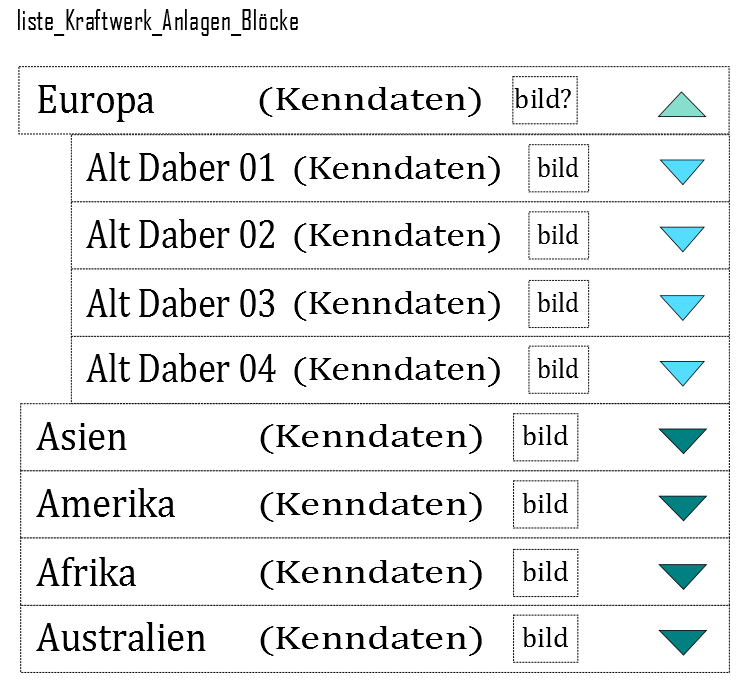 liste_Kraftwerk_Anlagen_Blöcke
Europa (Kenndaten) bild?
Alt Daber 01 (Kenndaten) bild
Alt Daber 02 (Kenndaten) bild
Alt Daber 03 (Kenndaten) bild
Alt Daber 04 (Kenndaten) bild
Asien (Kenndaten) bild
Amerika (Kenndaten) bild
Afrika (Kenndaten) bild
Australien (Kenndaten) bild